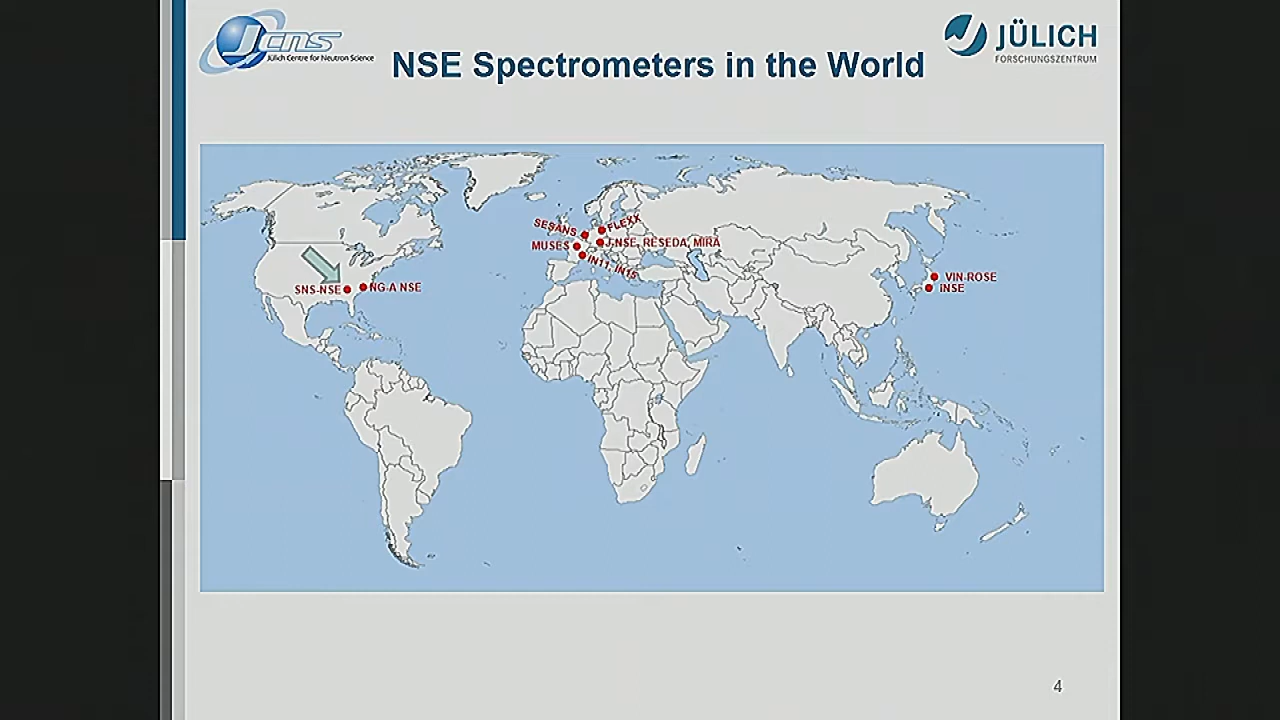 Jcns
Jülich Centre for Neutron Science
NSE Spectrometers in the World
JÜLICH
FORSCHUNGSZENTRUM
SESANS
FLEXX
MUSES
J-NSE, RESEDA, MIRA
IN11, IN15
SNS-NSE
NG-A NSE
VIN-ROSE
iNSE
4